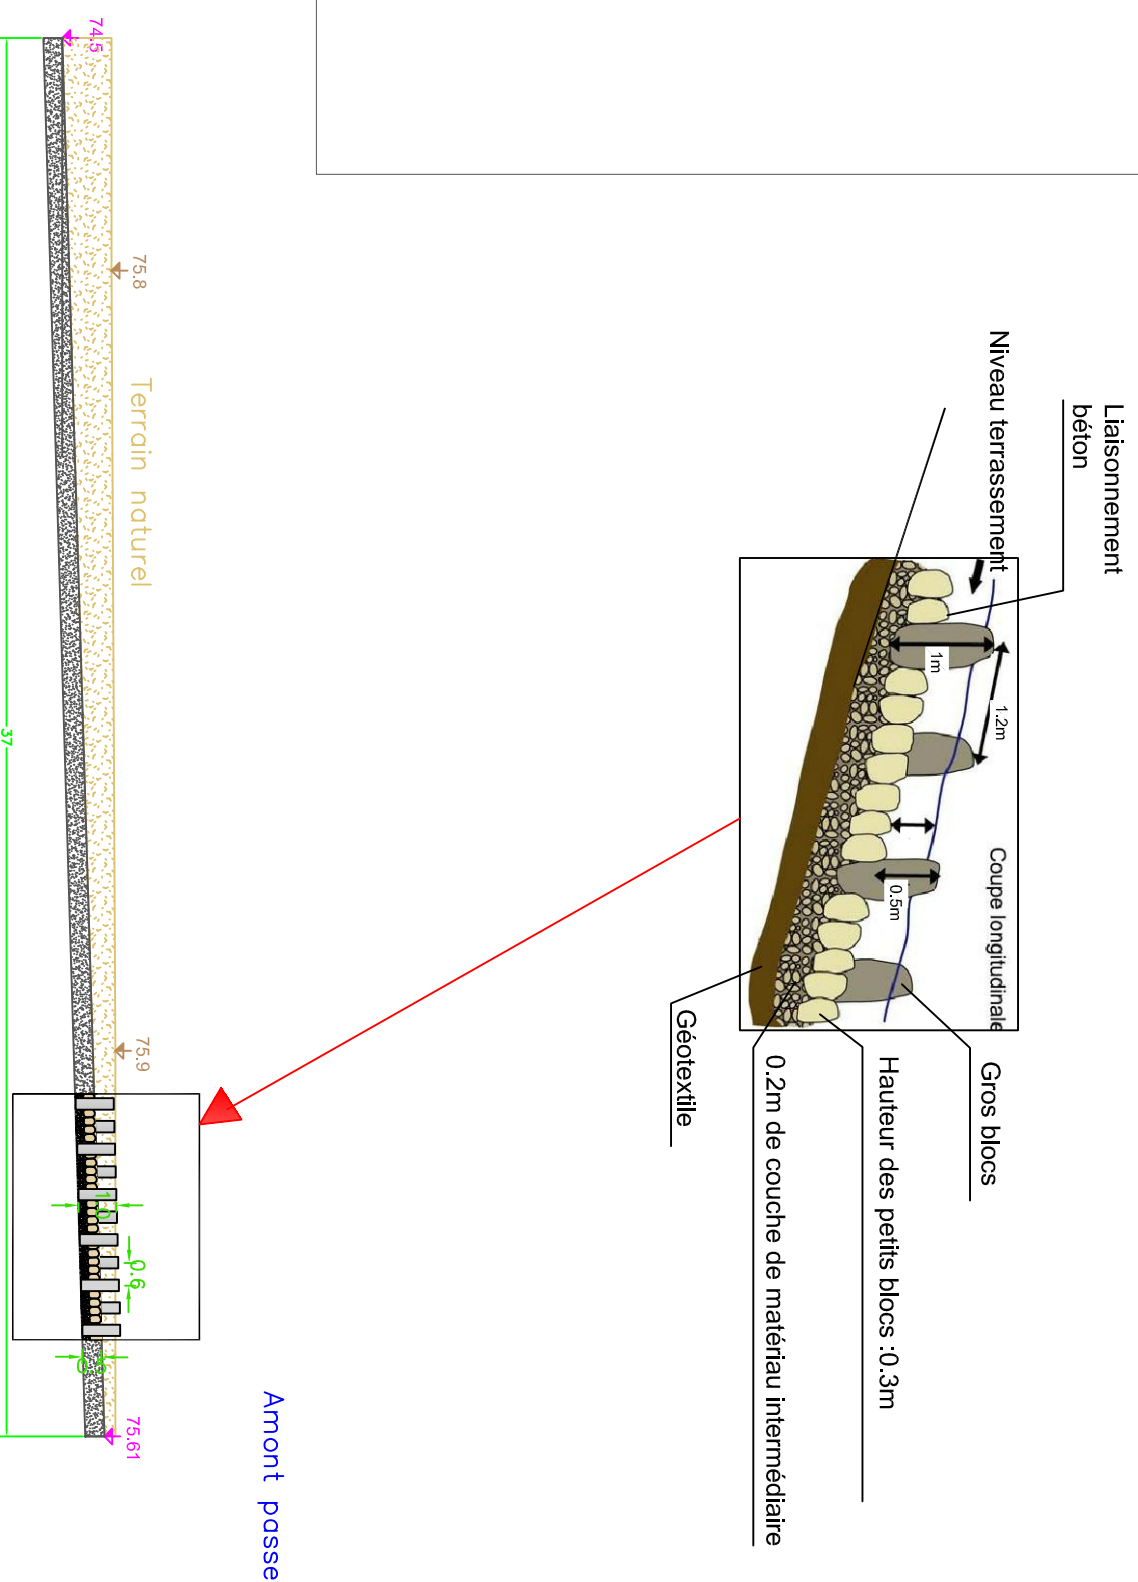 Liaisonnement
béton
Niveau terrassement
1m
1.2m
0.5m
Coupe longitudinale
Gros blocs
Hauteur des petits blocs :0.3m
0.2m de couche de matériau intermédiaire
Géotextile
Amont passe
74.5
75.8
Terrain naturel
75.9
75.61
1.0
0.6
37